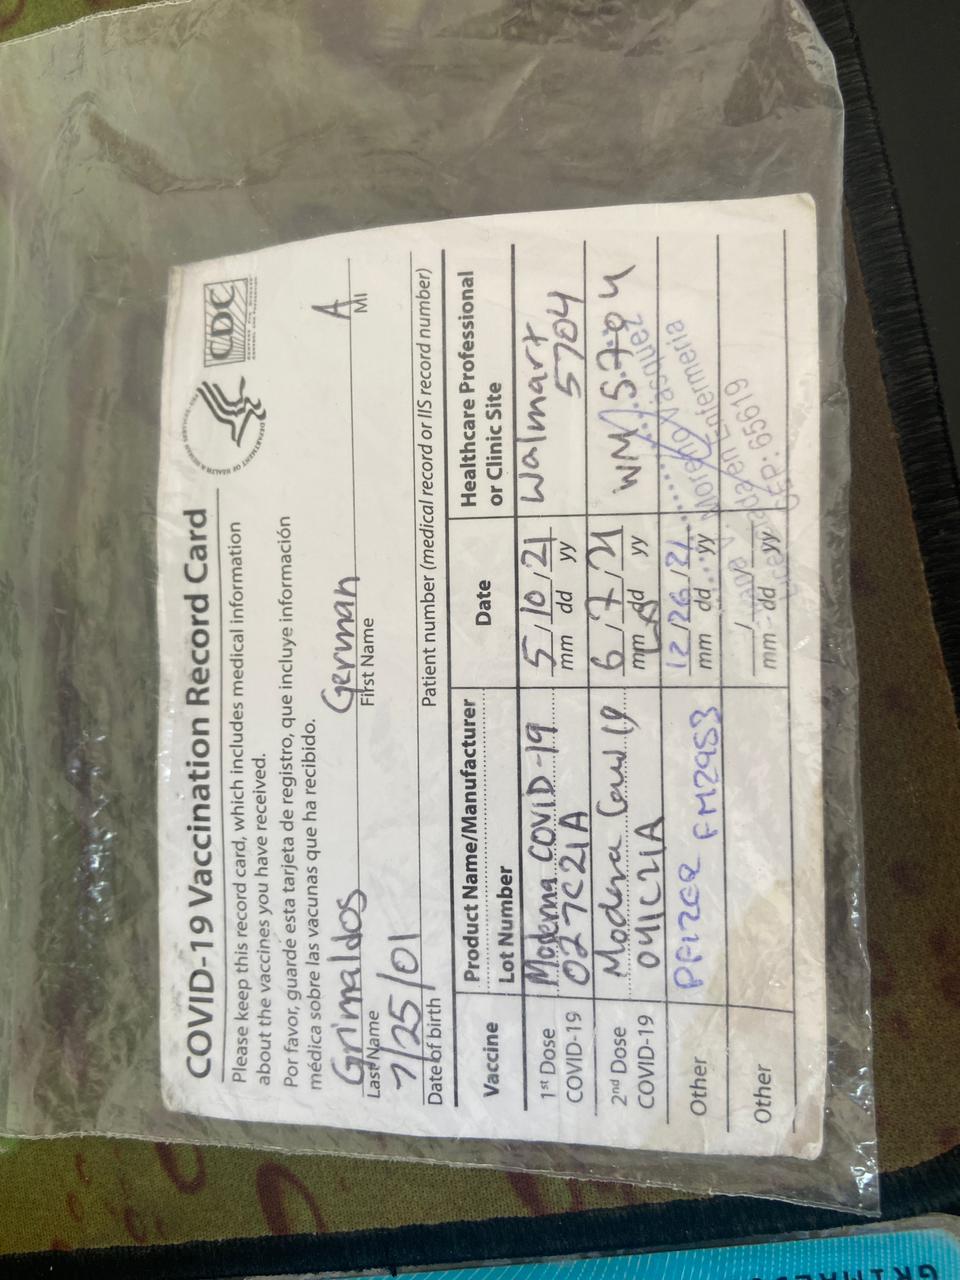 COVID-19 Vaccination Record Card
CDC
Please keep this record card, which includes medical information
about the vaccines you have received.
Por favor, guarde esta tarjeta de registro, que incluye información
médica sobre las vacunas que ha recibido.
Grimaldos German A
Last Name First Name MI
7/25/01
Date of birth Patient number (medical record or IIS record number)
Vaccine Product Name/Manufacturer Date Healthcare Professional
Lot Number or Clinic Site
1st Dose Moderna COVID-19 5/10/21 Walmart
COVID-19 027C21A mm dd yy 5704
2nd Dose Moderna Covid 19 6/7/21 WM 5704
COVID-19 041C21A mm dd yy
Other PFIZER FM2953 12/26/21
mm dd yy
Moreno Vásquez
en Enfermería
65619
Other
mm dd yy